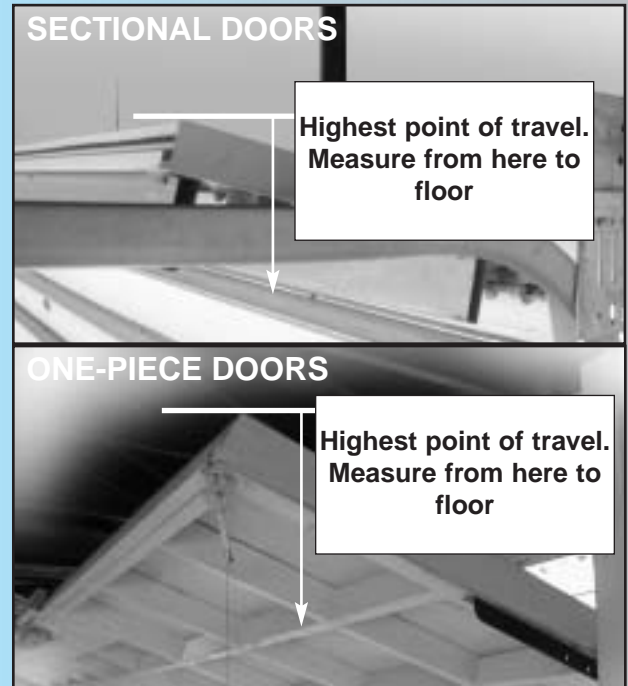 SECTIONAL DOORS
Highest point of travel.
Measure from here to
floor
ONE-PIECE DOORS
Highest point of travel.
Measure from here to
floor